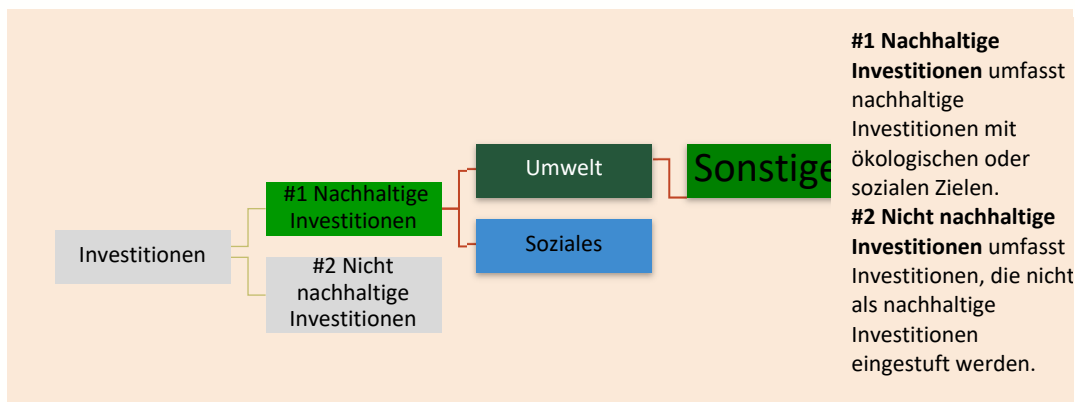 Investitionen
#1 Nachhaltige
Investitionen
#2 Nicht
nachhaltige
Investitionen
Umwelt
Soziales
Sonstige
#1 Nachhaltige
Investitionen umfasst
nachhaltige
Investitionen mit
ökologischen oder
sozialen Zielen.
#2 Nicht nachhaltige
Investitionen umfasst
Investitionen, die nicht
als nachhaltige
Investitionen
eingestuft werden.